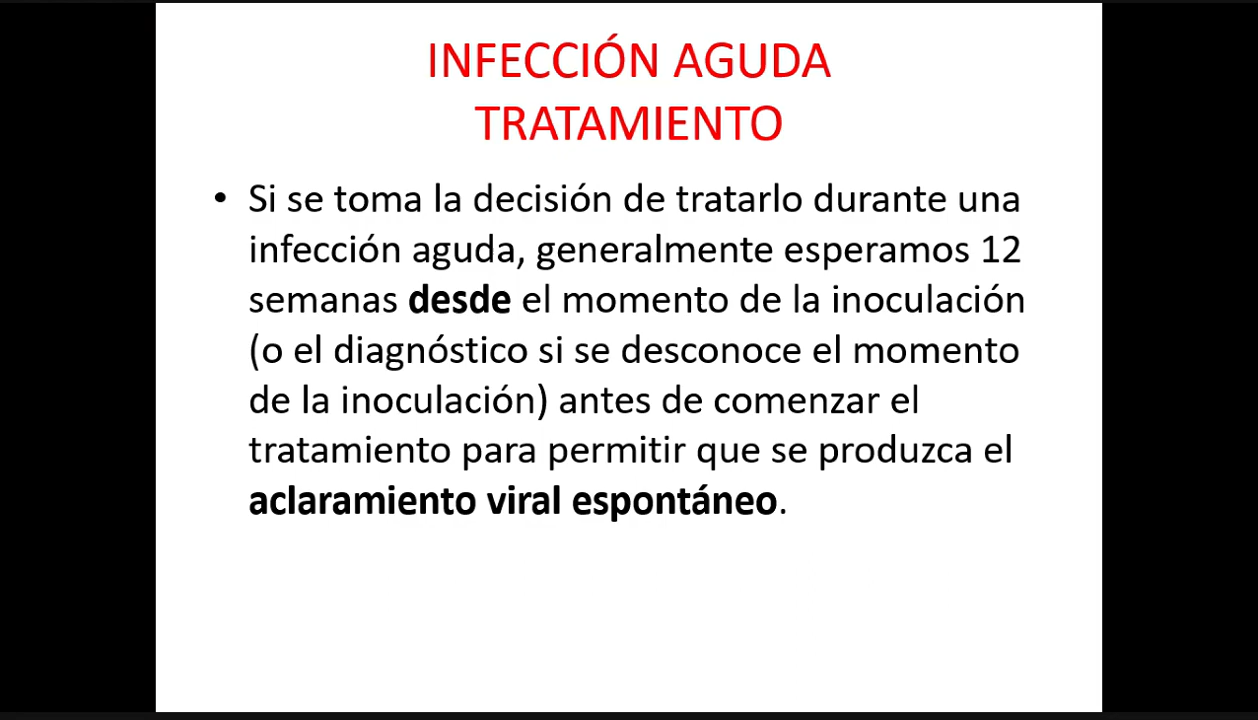 INFECCIÓN AGUDA
TRATAMIENTO
• Si se toma la decisión de tratarlo durante una
infección aguda, generalmente esperamos 12
semanas desde el momento de la inoculación
(o el diagnóstico si se desconoce el momento
de la inoculación) antes de comenzar el
tratamiento para permitir que se produzca el
aclaramiento viral espontáneo.